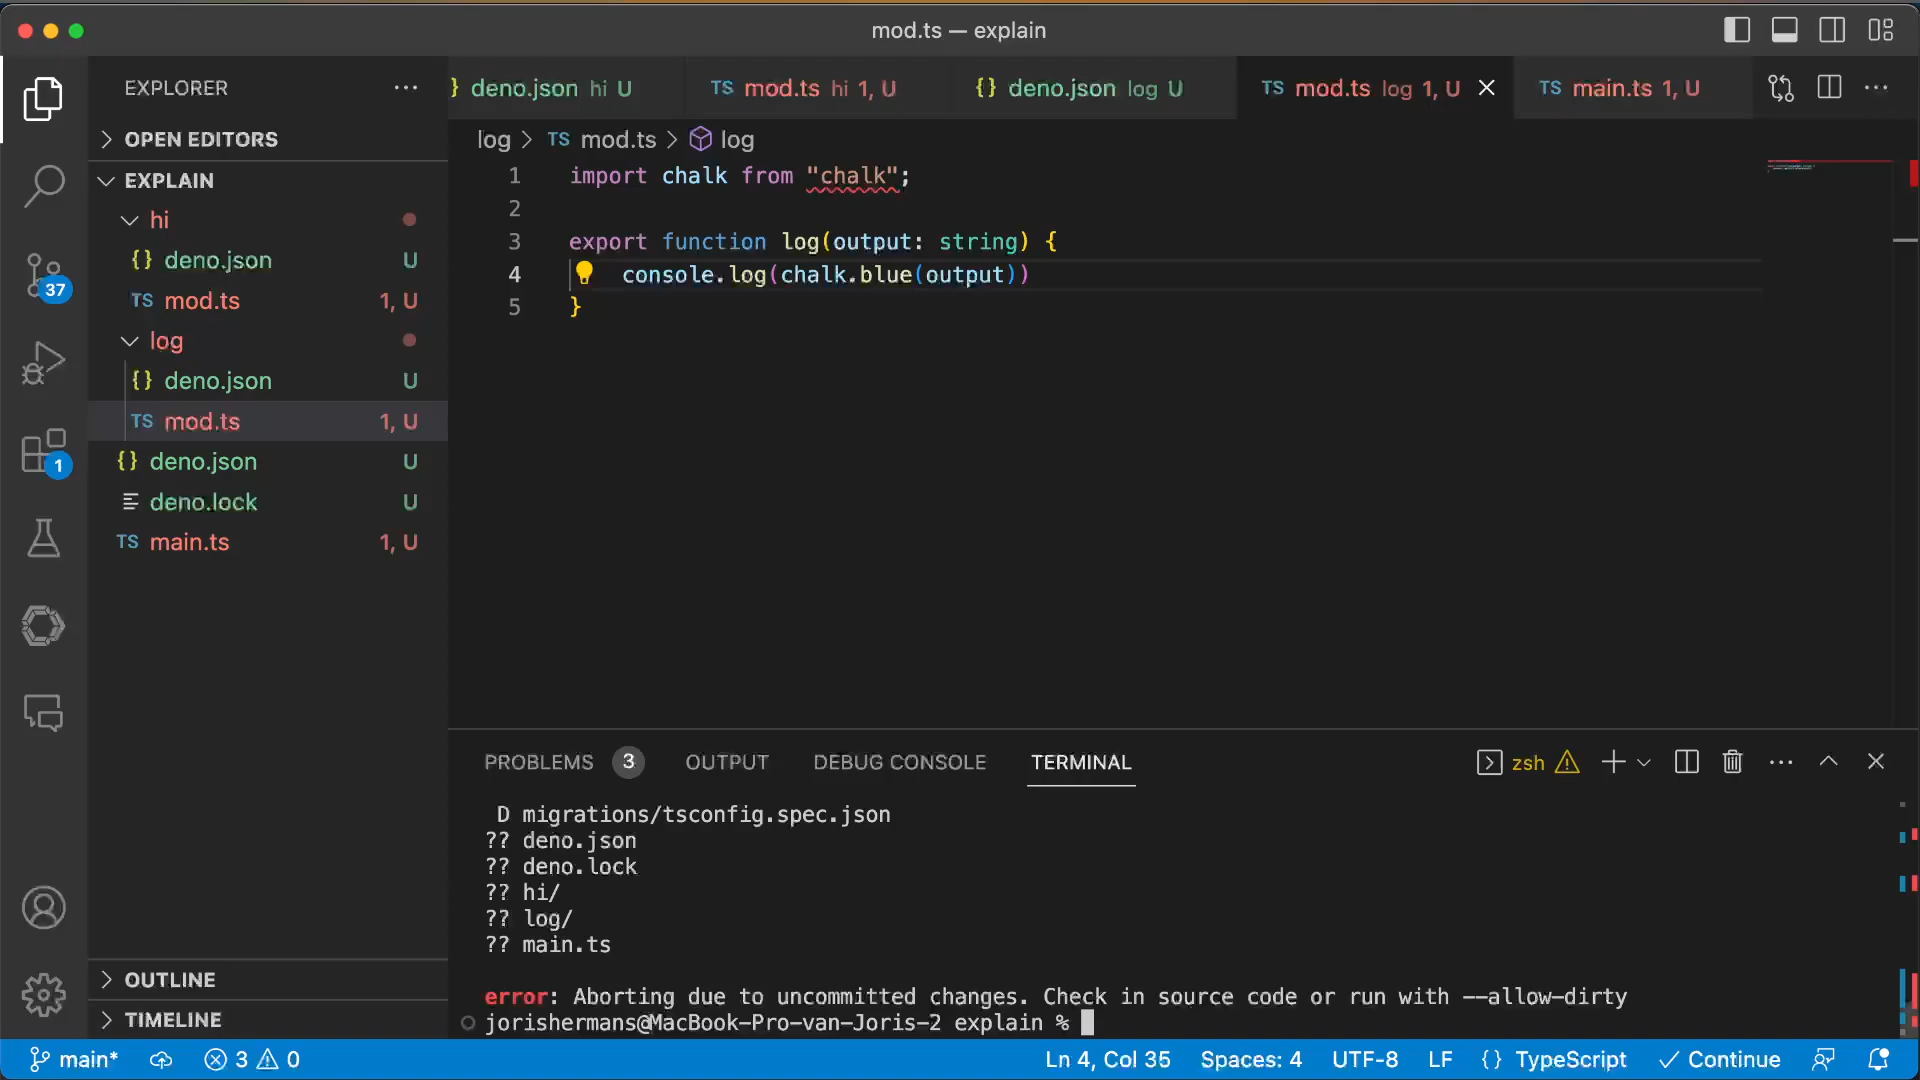 mod.ts — explain
EXPLORER
OPEN EDITORS
EXPLAIN
hi
{} deno.json U
TS mod.ts 1, U
log
{} deno.json U
TS mod.ts 1, U
{} deno.json U
deno.lock U
TS main.ts 1, U
OUTLINE
TIMELINE
37
1
} deno.json hi U
TS mod.ts hi 1, U
{} deno.json log U
TS mod.ts log 1, U
TS main.ts 1, U
log > TS mod.ts > log
1 import chalk from "chalk";
2
3 export function log(output: string) {
4 console.log(chalk.blue(output))
5 }
PROBLEMS 3 OUTPUT DEBUG CONSOLE TERMINAL
zsh
D migrations/tsconfig.spec.json
?? deno.json
?? deno.lock
?? hi/
?? log/
?? main.ts
error: Aborting due to uncommitted changes. Check in source code or run with --allow-dirty
jorishermans@MacBook-Pro-van-Joris-2 explain %
main* 3 0 Ln 4, Col 35 Spaces: 4 UTF-8 LF {} TypeScript Continue